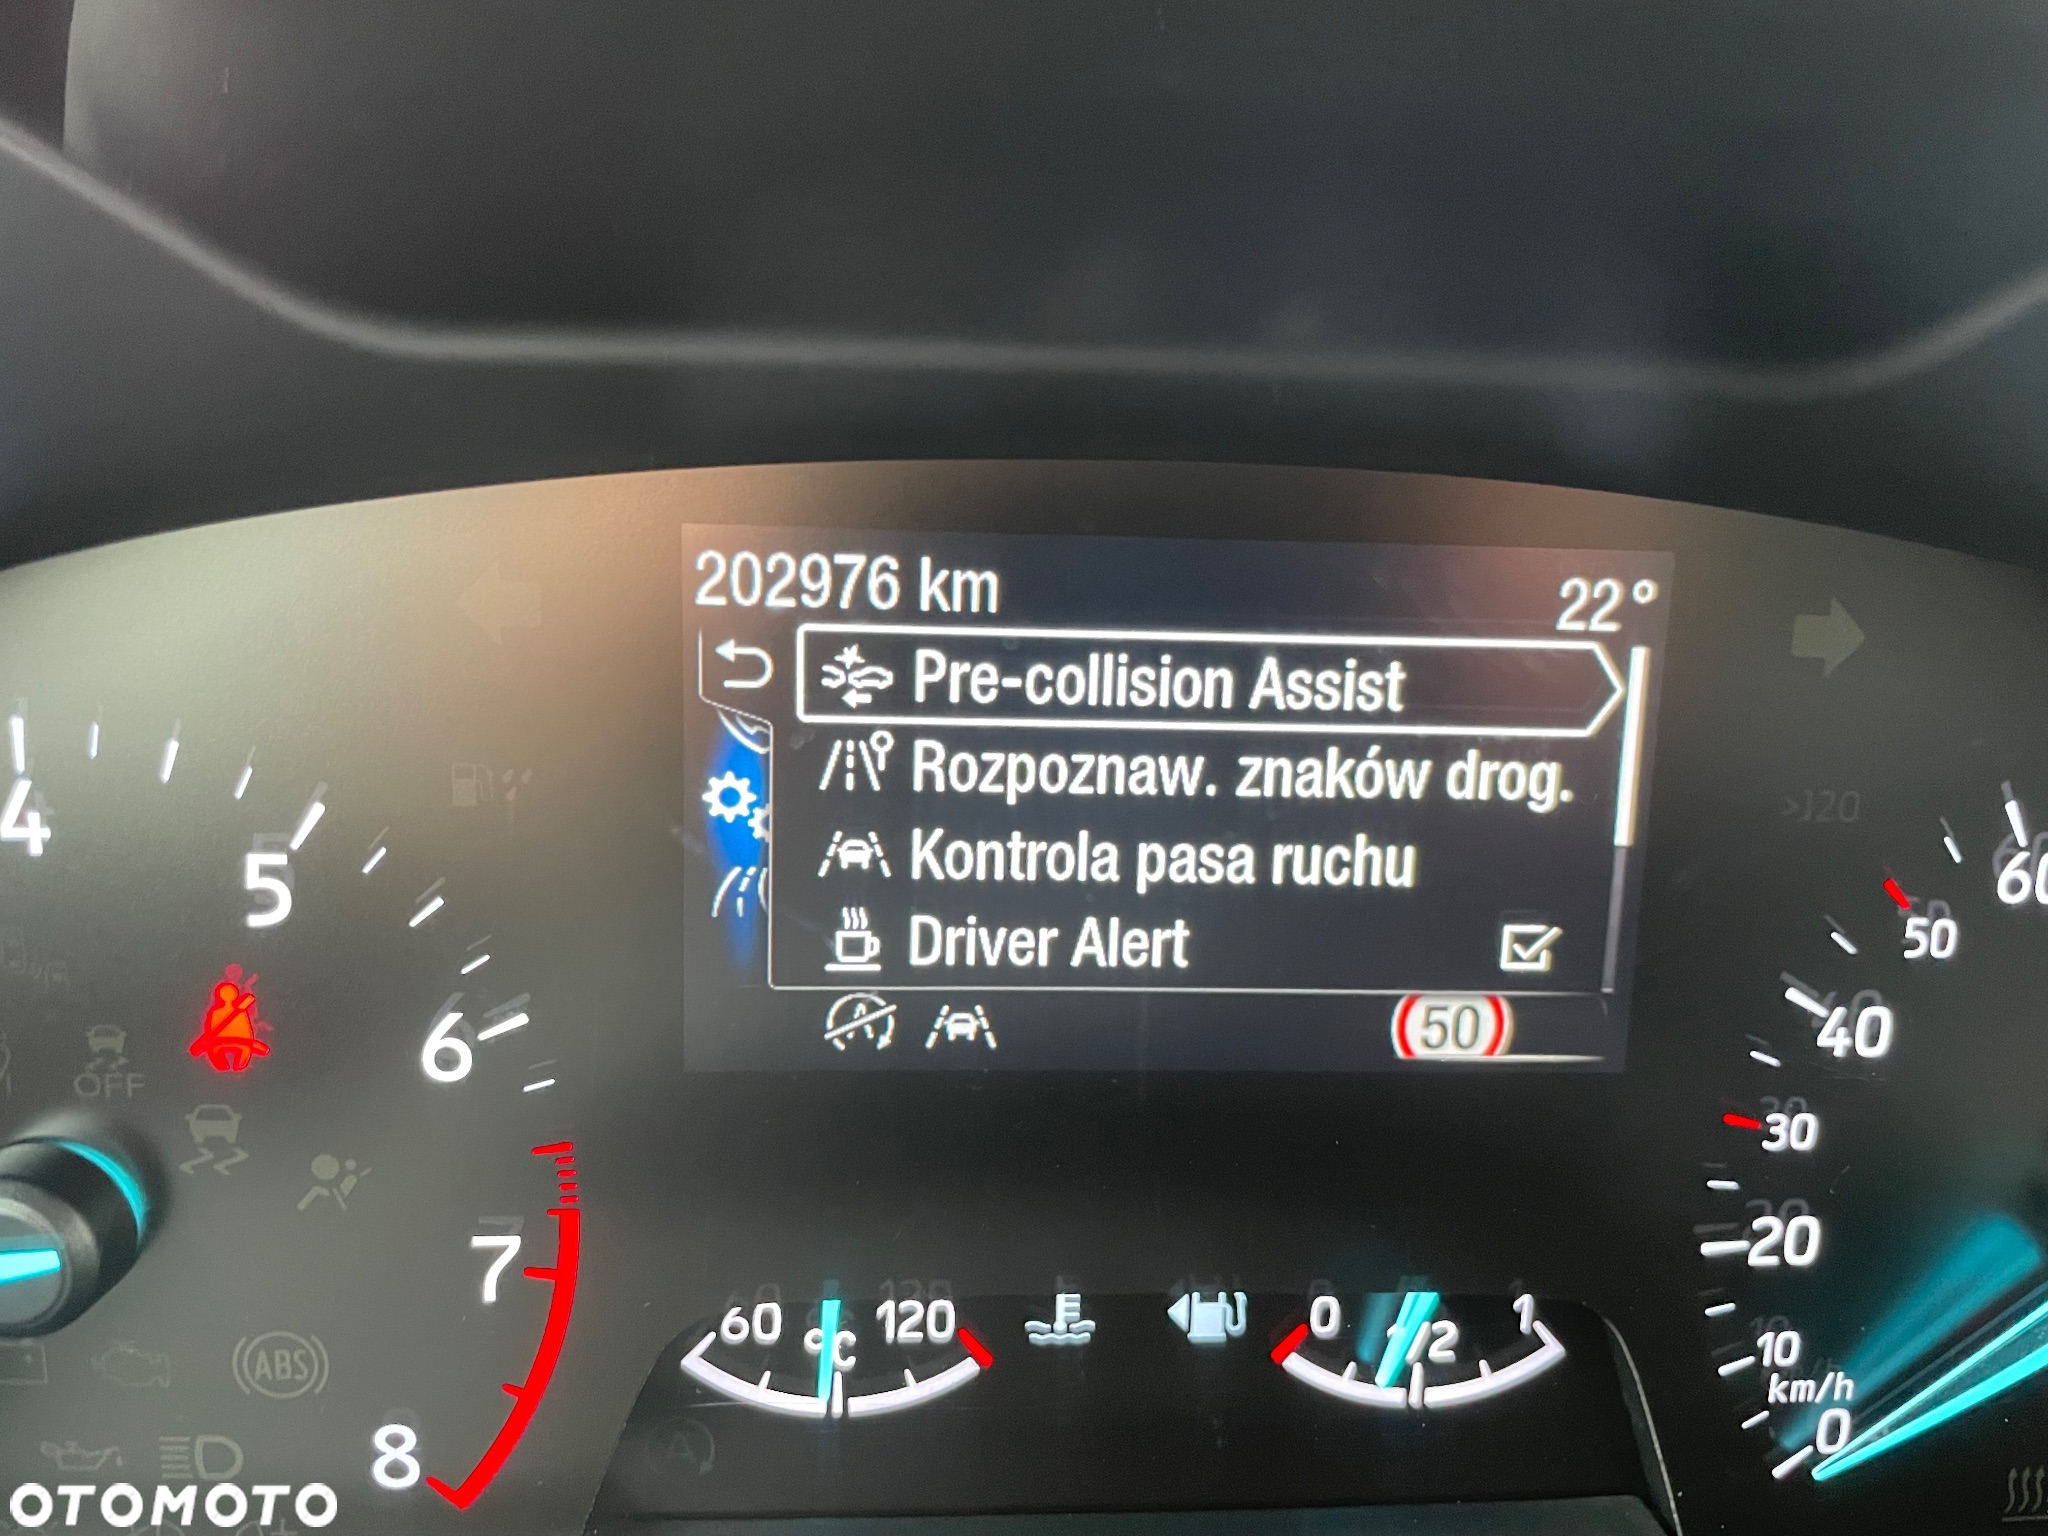 202976 km
22°
Pre-collision Assist
Rozpoznaw. znaków drog.
Kontrola pasa ruchu
Driver Alert
50
4
5
6
7
8
OFF
ABS
60
°C
120
0
1/2
1
>120
60
50
40
30
20
10
km/h
0
OTOMOTO